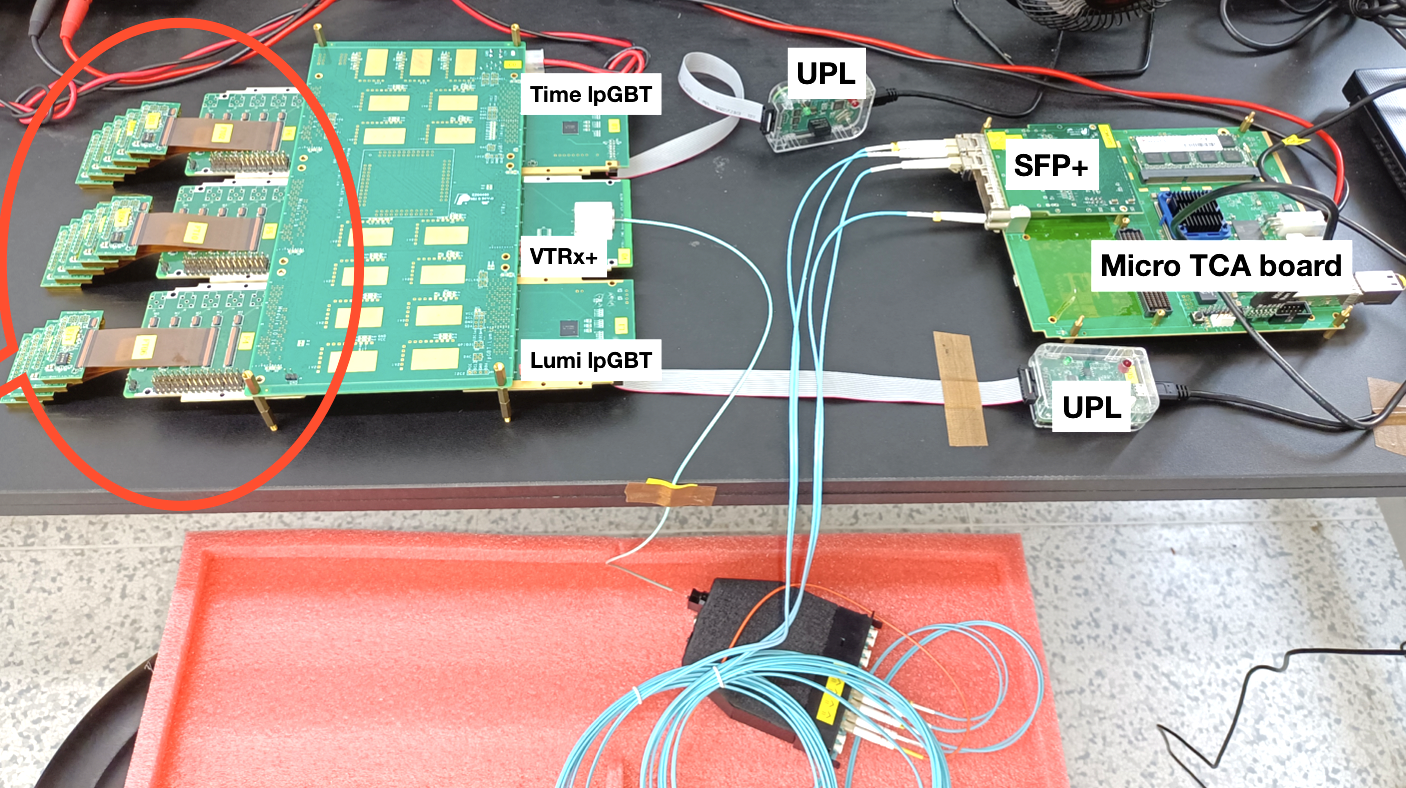 UPL
Time lpGBT
SFP+
VTRx+
Micro TCA board
Lumi lpGBT
UPL